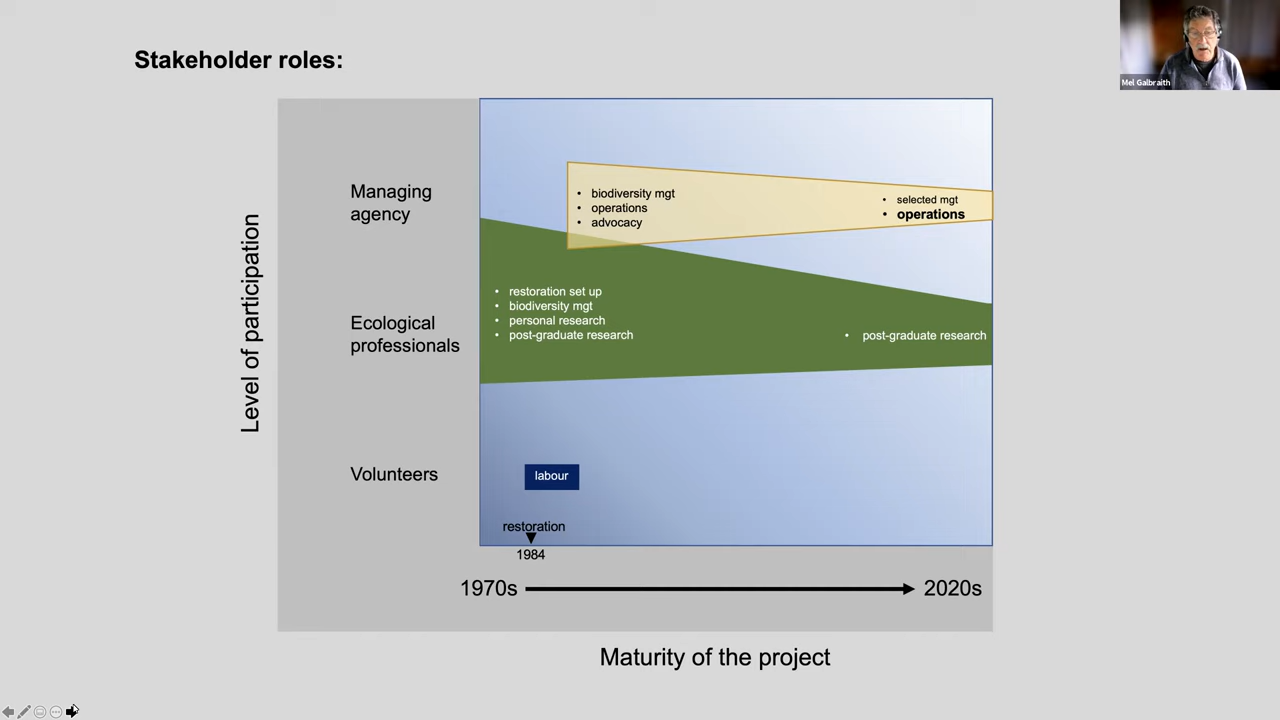 Stakeholder roles:
Mel Galbraith
Level of participation
Managing
agency
• biodiversity mgt
• operations
• advocacy
• selected mgt
• operations
Ecological
professionals
• restoration set up
• biodiversity mgt
• personal research
• post-graduate research
• post-graduate research
Volunteers
labour
restoration
1984
1970s
2020s
Maturity of the project